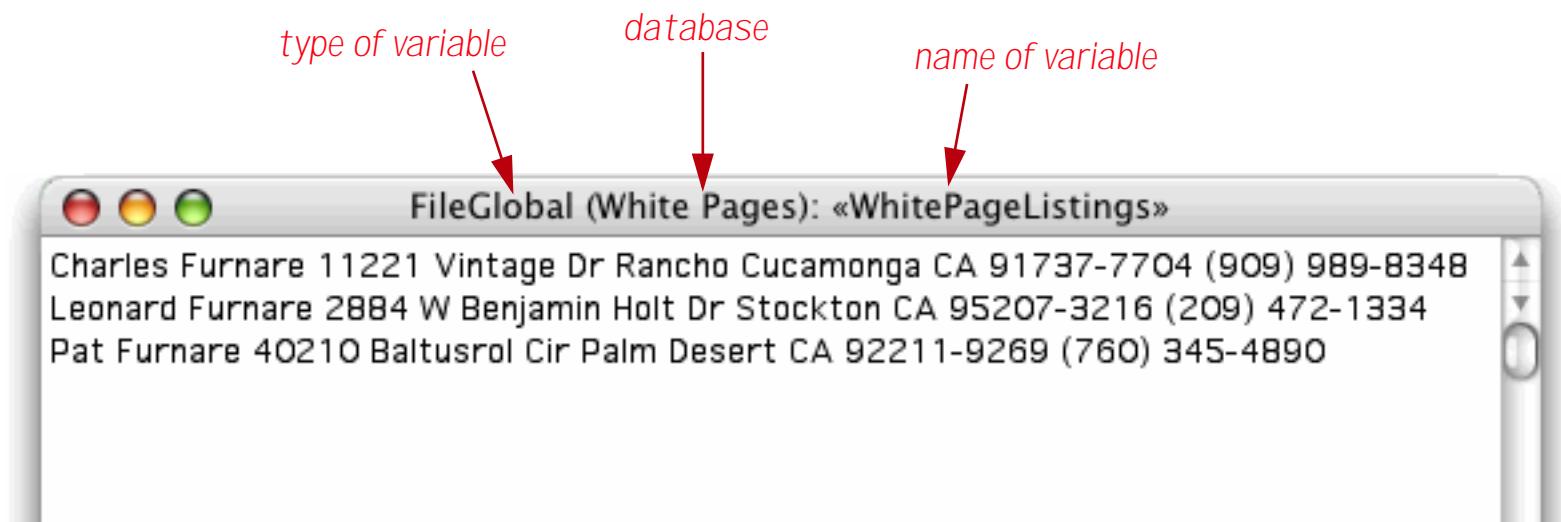 type of variable
database
name of variable
FileGlobal (White Pages): «WhitePageListings»
Charles Furnare 11221 Vintage Dr Rancho Cucamonga CA 91737-7704 (909) 989-8348
Leonard Furnare 2884 W Benjamin Holt Dr Stockton CA 95207-3216 (209) 472-1334
Pat Furnare 40210 Baltusrol Cir Palm Desert CA 92211-9269 (760) 345-4890